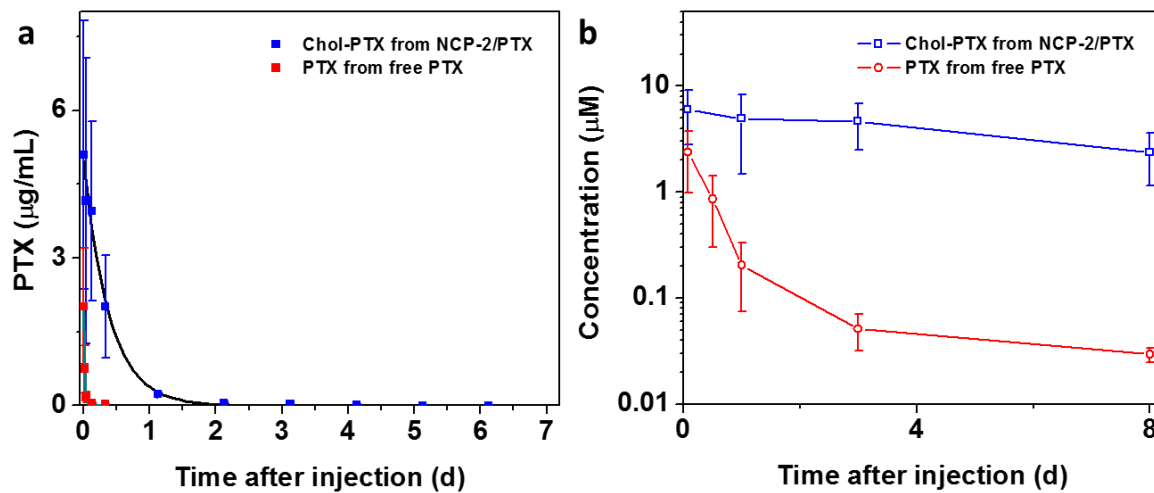 a
Chol-PTX from NCP-2/PTX
PTX from free PTX
PTX (μg/mL)
6
3
0
0 1 2 3 4 5 6 7
Time after injection (d)
b
Chol-PTX from NCP-2/PTX
PTX from free PTX
Concentration (μM)
10
1
0.1
0.01
0 4 8
Time after injection (d)